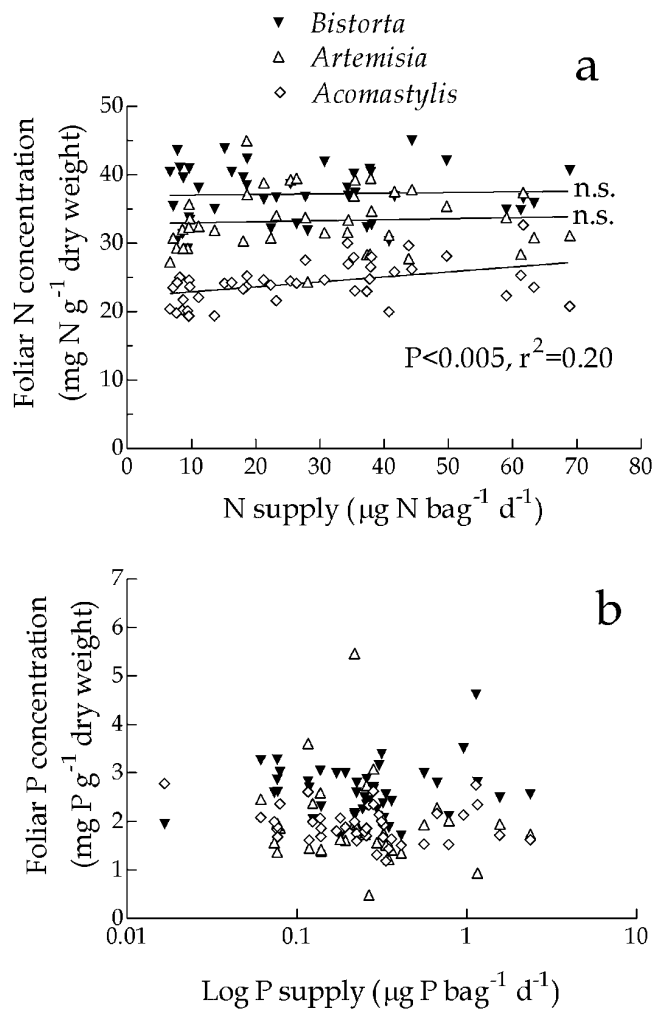 Bistorta
Artemisia
Acomastylis
a
Foliar N concentration
(mg N g⁻¹ dry weight)
50
40
30
20
10
0
n.s.
n.s.
P<0.005, r²=0.20
0 10 20 30 40 50 60 70 80
N supply (µg N bag⁻¹ d⁻¹)
b
Foliar P concentration
(mg P g⁻¹ dry weight)
7
6
5
4
3
2
1
0
0.01 0.1 1 10
Log P supply (µg P bag⁻¹ d⁻¹)